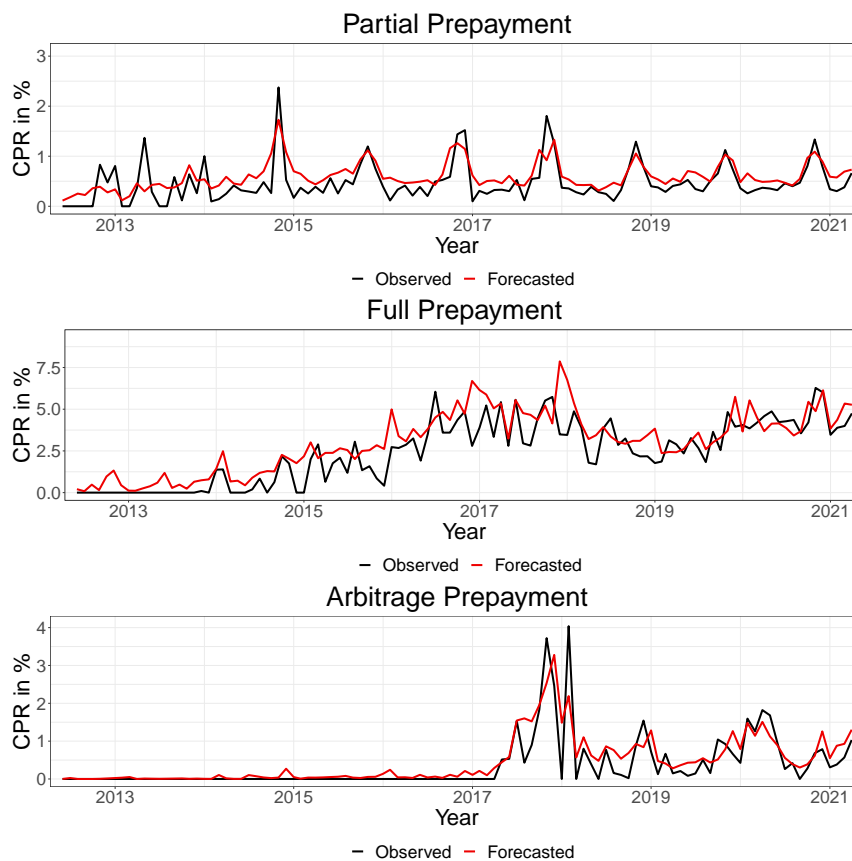 Partial Prepayment
3
2
1
0
CPR in %
2013 2015 2017 2019 2021
Year
Observed Forecasted
Full Prepayment
7.5
5.0
2.5
0.0
CPR in %
2013 2015 2017 2019 2021
Year
Observed Forecasted
Arbitrage Prepayment
4
3
2
1
0
CPR in %
2013 2015 2017 2019 2021
Year
Observed Forecasted